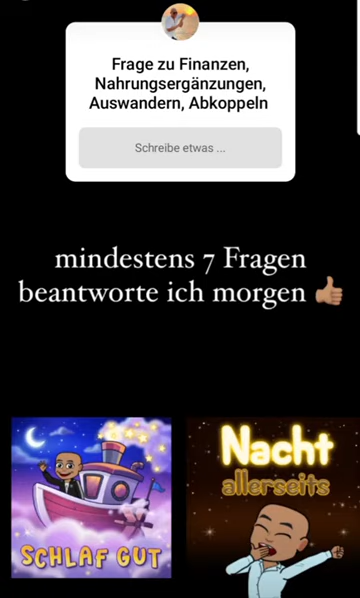 Frage zu Finanzen,
Nahrungsergänzungen,
Auswandern, Abkoppeln
Schreibe etwas ...
mindestens 7 Fragen
beantworte ich morgen 👍🏽
SCHLAF GUT
Nacht
allerseits